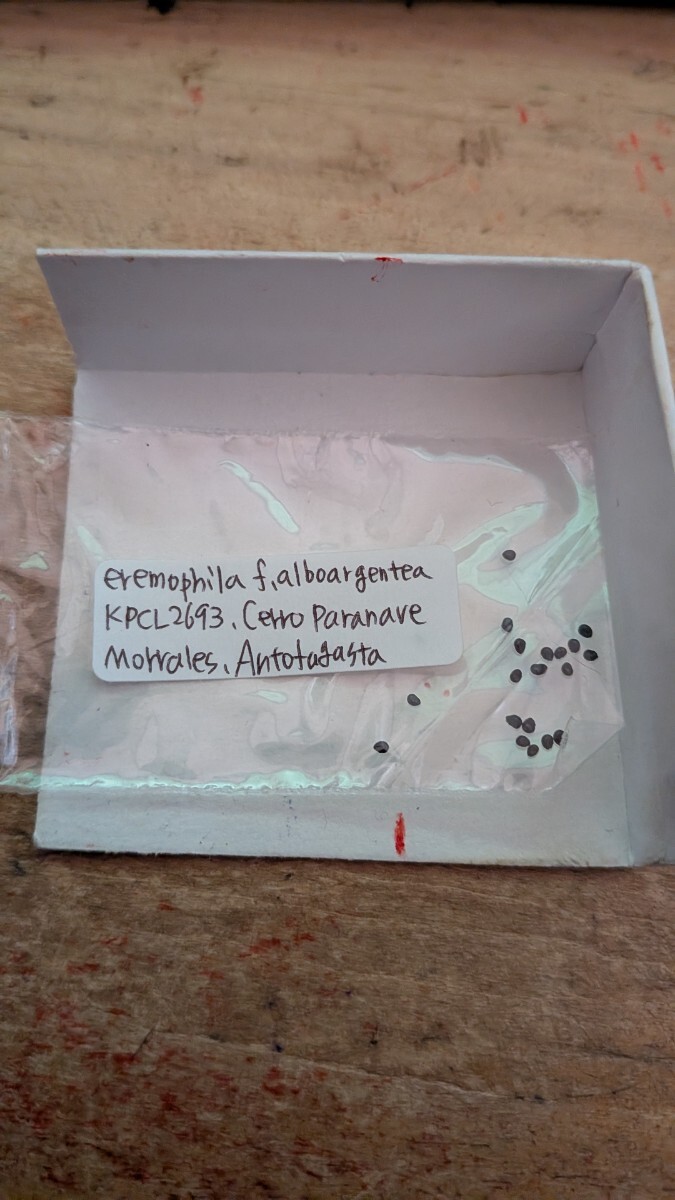 eremophila f. alboargentea
KPCL2693. Cerro Paranave
Morrales. Antofagasta